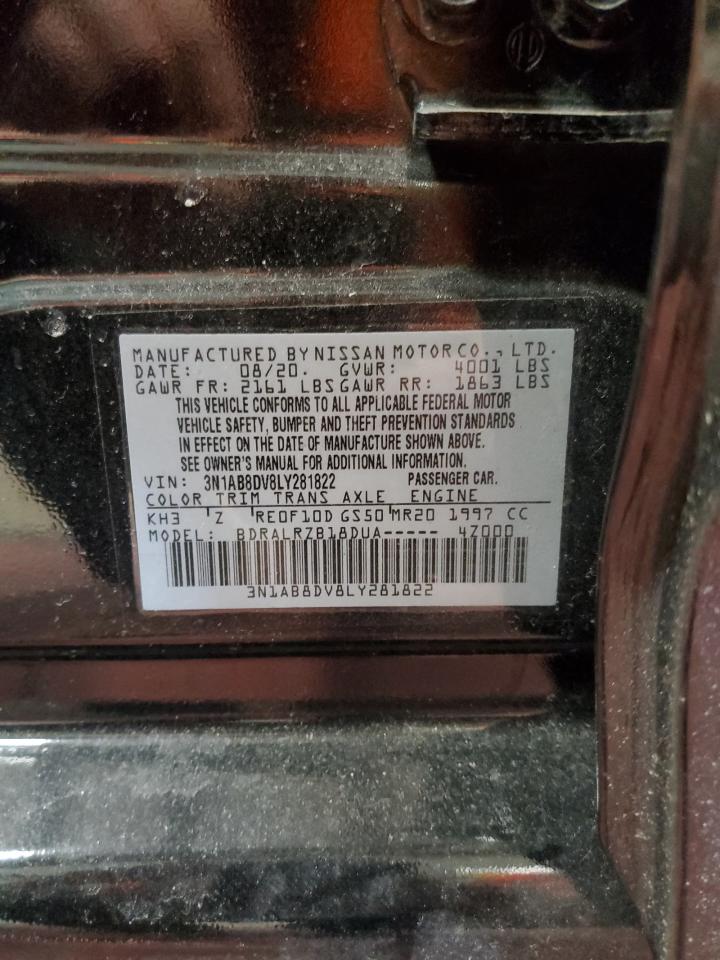 MANUFACTURED BY NISSAN MOTOR CO., LTD.
DATE: 08/20. GVWR: 4001 LBS
GAWR FR: 2161 LBS GAWR RR: 1863 LBS
THIS VEHICLE CONFORMS TO ALL APPLICABLE FEDERAL MOTOR
VEHICLE SAFETY, BUMPER AND THEFT PREVENTION STANDARDS
IN EFFECT ON THE DATE OF MANUFACTURE SHOWN ABOVE.
SEE OWNER'S MANUAL FOR ADDITIONAL INFORMATION.
VIN: 3N1AB8DV8LY281822 PASSENGER CAR.
COLOR TRIM TRANS AXLE ENGINE
KH3 Z RE0F10D GS50 MR20 1997 CC
MODEL: BDRALRZB18DUA----- 4Z000
3N1AB8DV8LY281822